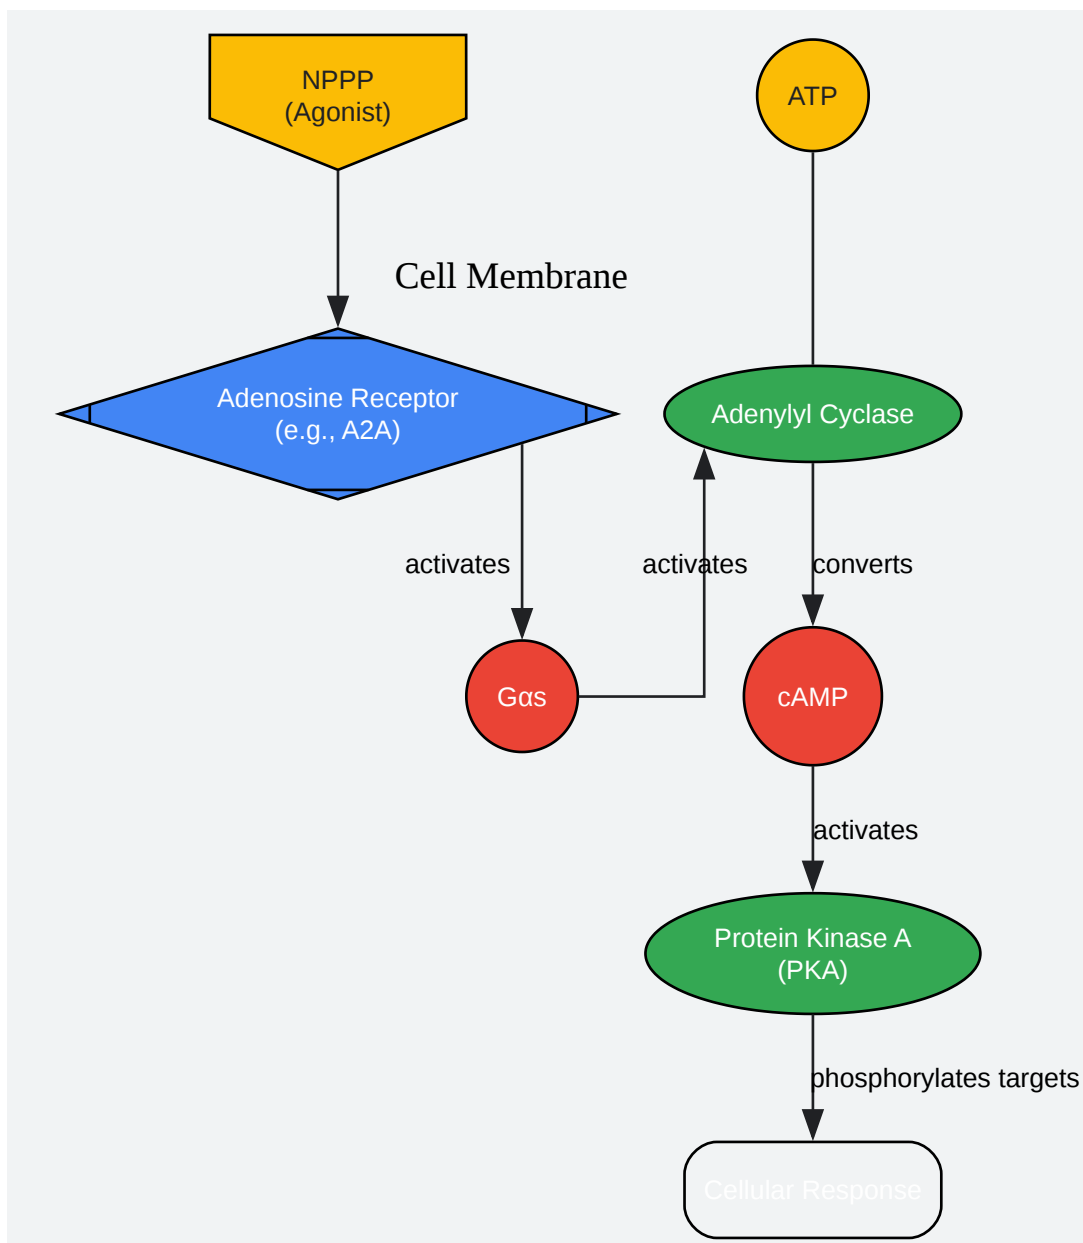 NPPP
(Agonist)
ATP
Cell Membrane
Adenosine Receptor
(e.g., A2A)
Adenylyl Cyclase
activates
activates
converts
Gαs
cAMP
activates
Protein Kinase A
(PKA)
phosphorylates targets
Cellular Response